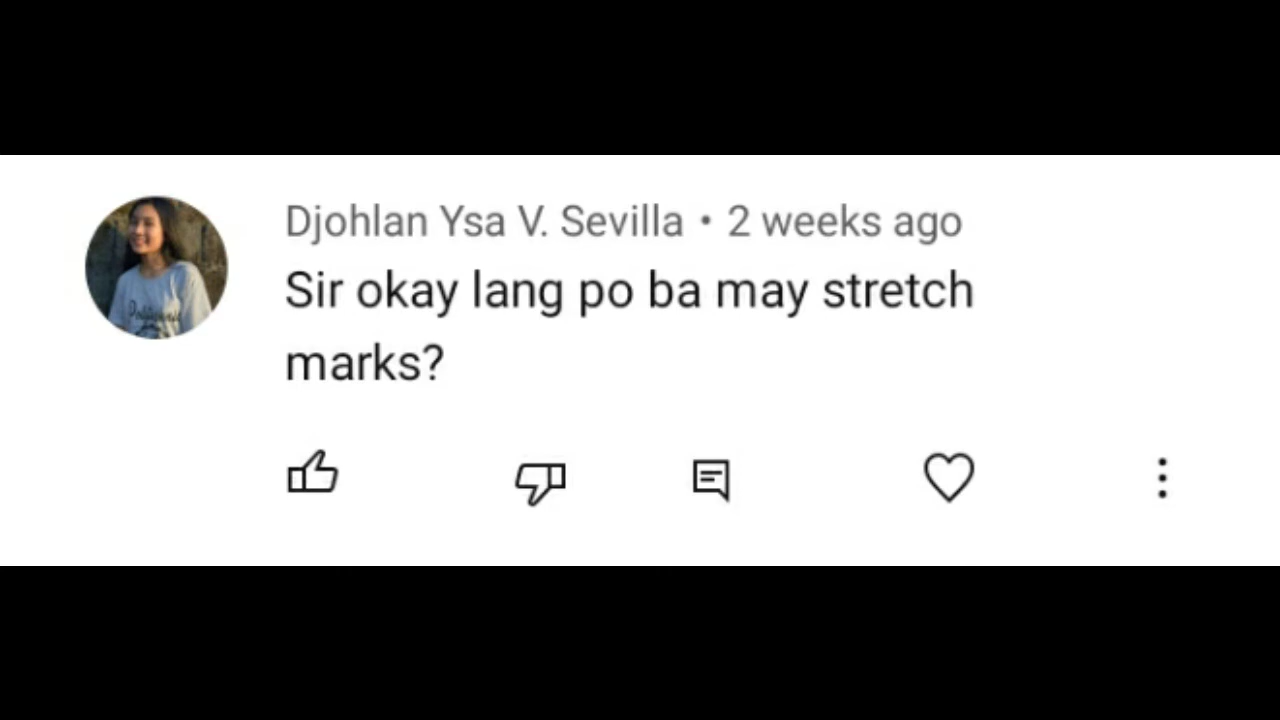 Djohlan Ysa V. Sevilla • 2 weeks ago
Sir okay lang po ba may stretch
marks?